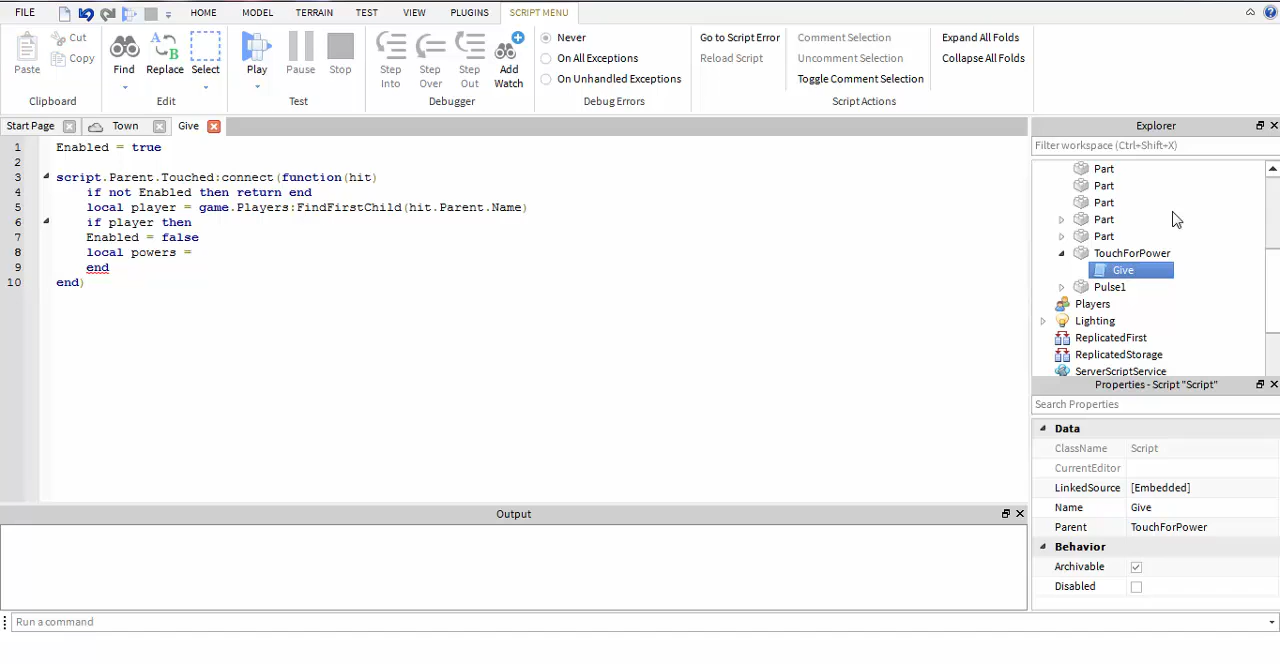 FILE HOME MODEL TERRAIN TEST VIEW PLUGINS SCRIPT MENU
Paste
Cut
Copy
Clipboard
Find
Replace
Select
Edit
Play
Pause
Stop
Test
Step
Into
Step
Over
Step
Out
Add
Watch
Debugger
Never
On All Exceptions
On Unhandled Exceptions
Debug Errors
Go to Script Error
Reload Script
Comment Selection
Uncomment Selection
Toggle Comment Selection
Script Actions
Expand All Folds
Collapse All Folds
Start Page Town Give
1 Enabled = true
2
3 script.Parent.Touched:connect(function(hit)
4 if not Enabled then return end
5 local player = game.Players:FindFirstChild(hit.Parent.Name)
6 if player then
7 Enabled = false
8 local powers =
9 end
10 end)
Explorer
Filter workspace (Ctrl+Shift+X)
Part
Part
Part
Part
Part
TouchForPower
Give
Pulse1
Players
Lighting
ReplicatedFirst
ReplicatedStorage
ServerScriptService
Properties - Script "Script"
Search Properties
Data
ClassName Script
CurrentEditor
LinkedSource [Embedded]
Name Give
Parent TouchForPower
Behavior
Archivable
Disabled
Output
Run a command